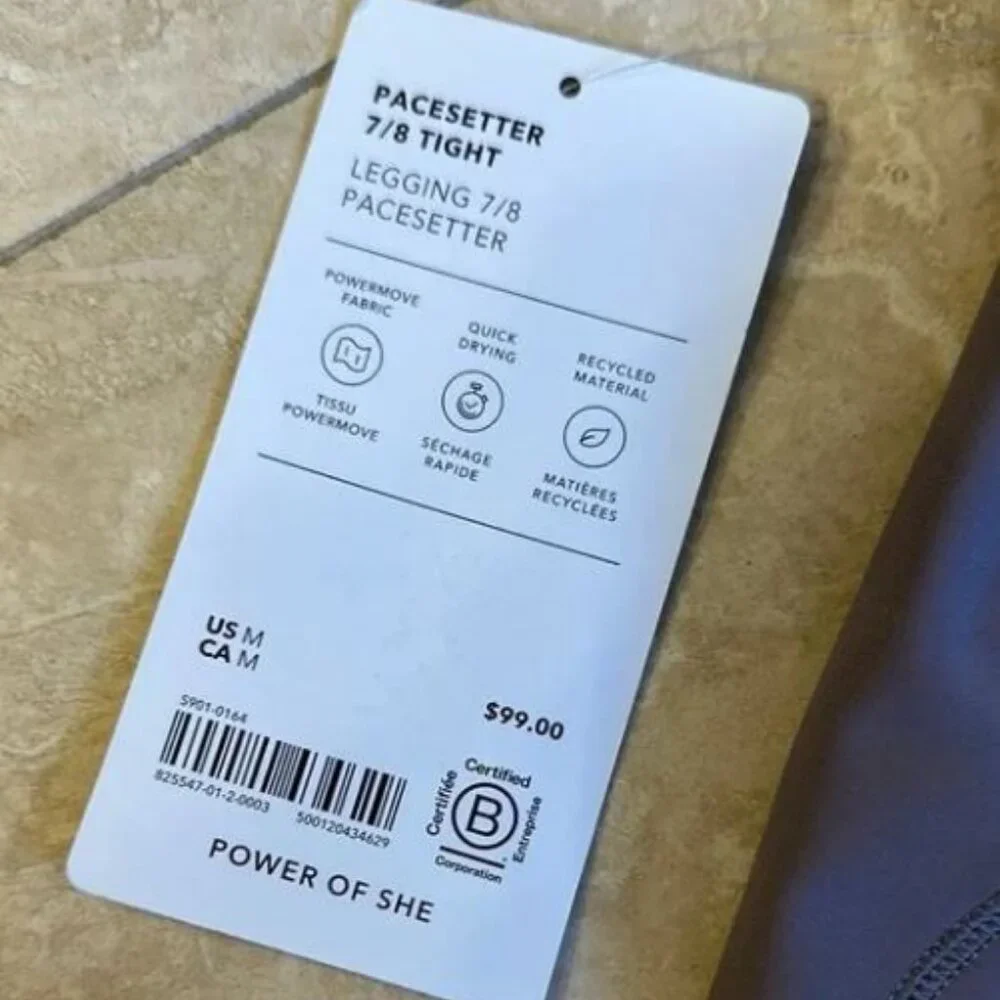 PACESETTER
7/8 TIGHT
LEGGING 7/8
PACESETTER
POWERMOVE
FABRIC
TISSU
POWERMOVE
QUICK
DRYING
SÉCHAGE
RAPIDE
RECYCLED
MATERIAL
MATIÈRES
RECYCLÉES
US M
CA M
5901-0164
825547-01-2-0003
500120434629
$99.00
Certified
Certifiée
B
Entreprise
Corporation
POWER OF SHE